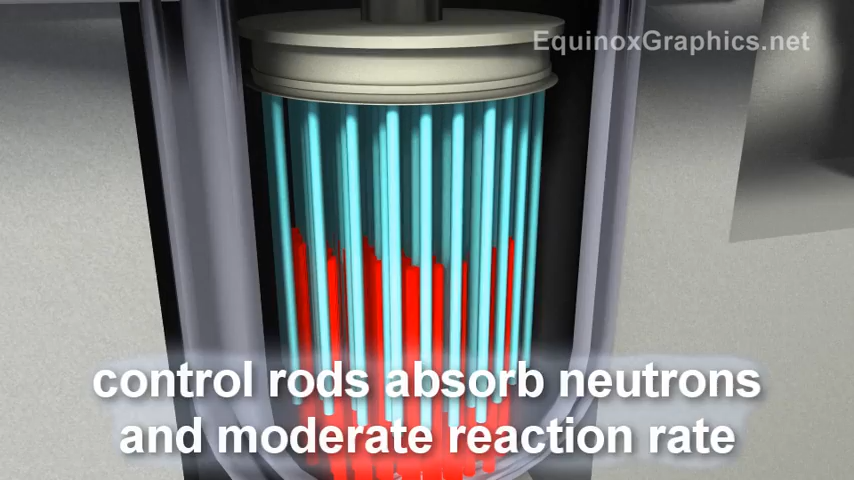 EquinoxGraphics.net
control rods absorb neutrons
and moderate reaction rate